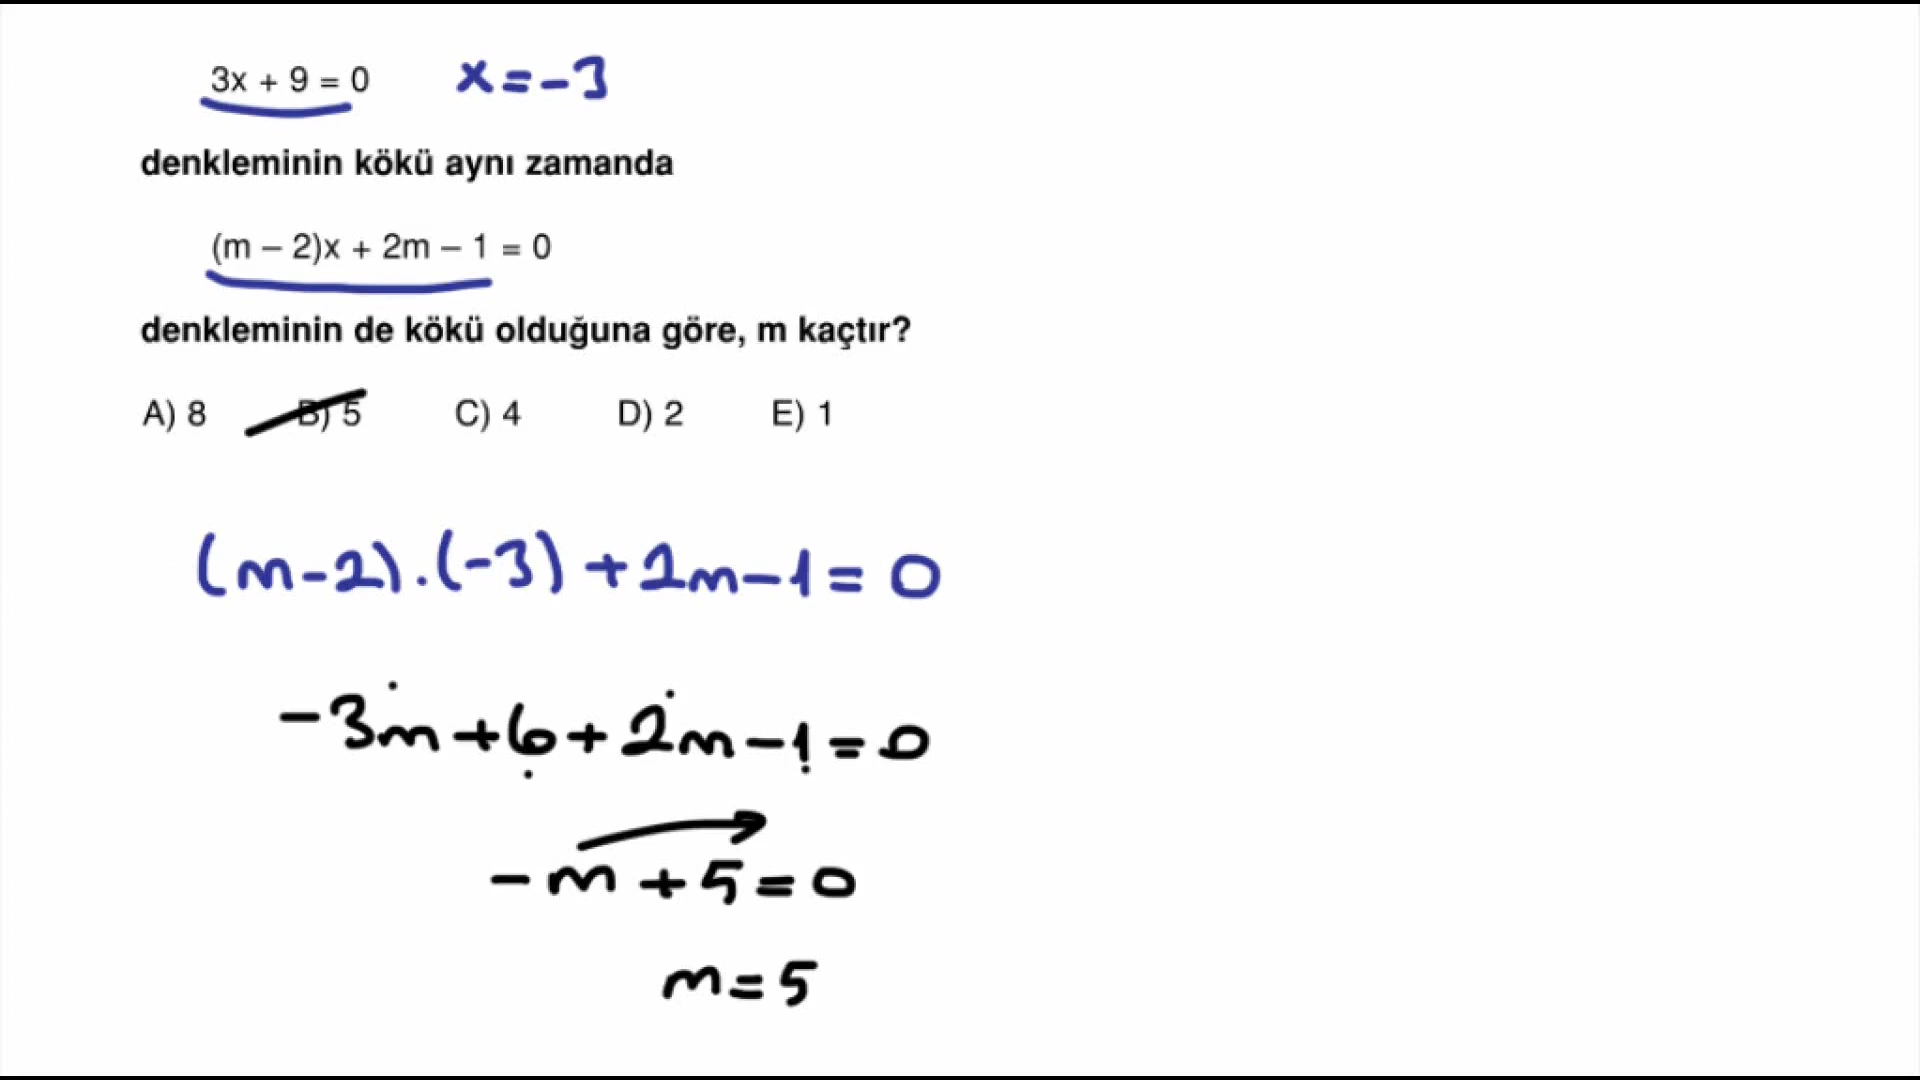 3x + 9 = 0 x = -3
denkleminin kökü aynı zamanda
(m – 2)x + 2m – 1 = 0
denkleminin de kökü olduğuna göre, m kaçtır?
A) 8 B) 5 C) 4 D) 2 E) 1
(m-2).(-3)+2m-1=0
-3m+6+2m-1=0
-m+5=0
m=5